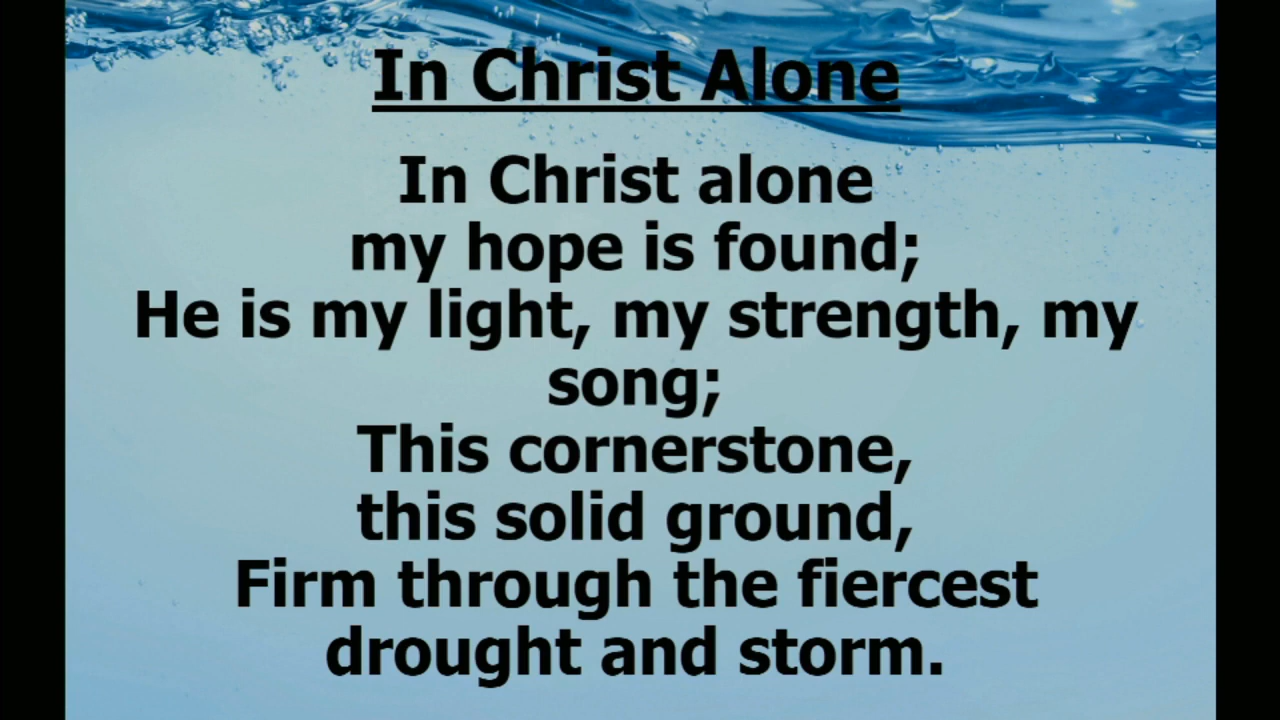 In Christ Alone
In Christ alone
my hope is found;
He is my light, my strength, my
song;
This cornerstone,
this solid ground,
Firm through the fiercest
drought and storm.